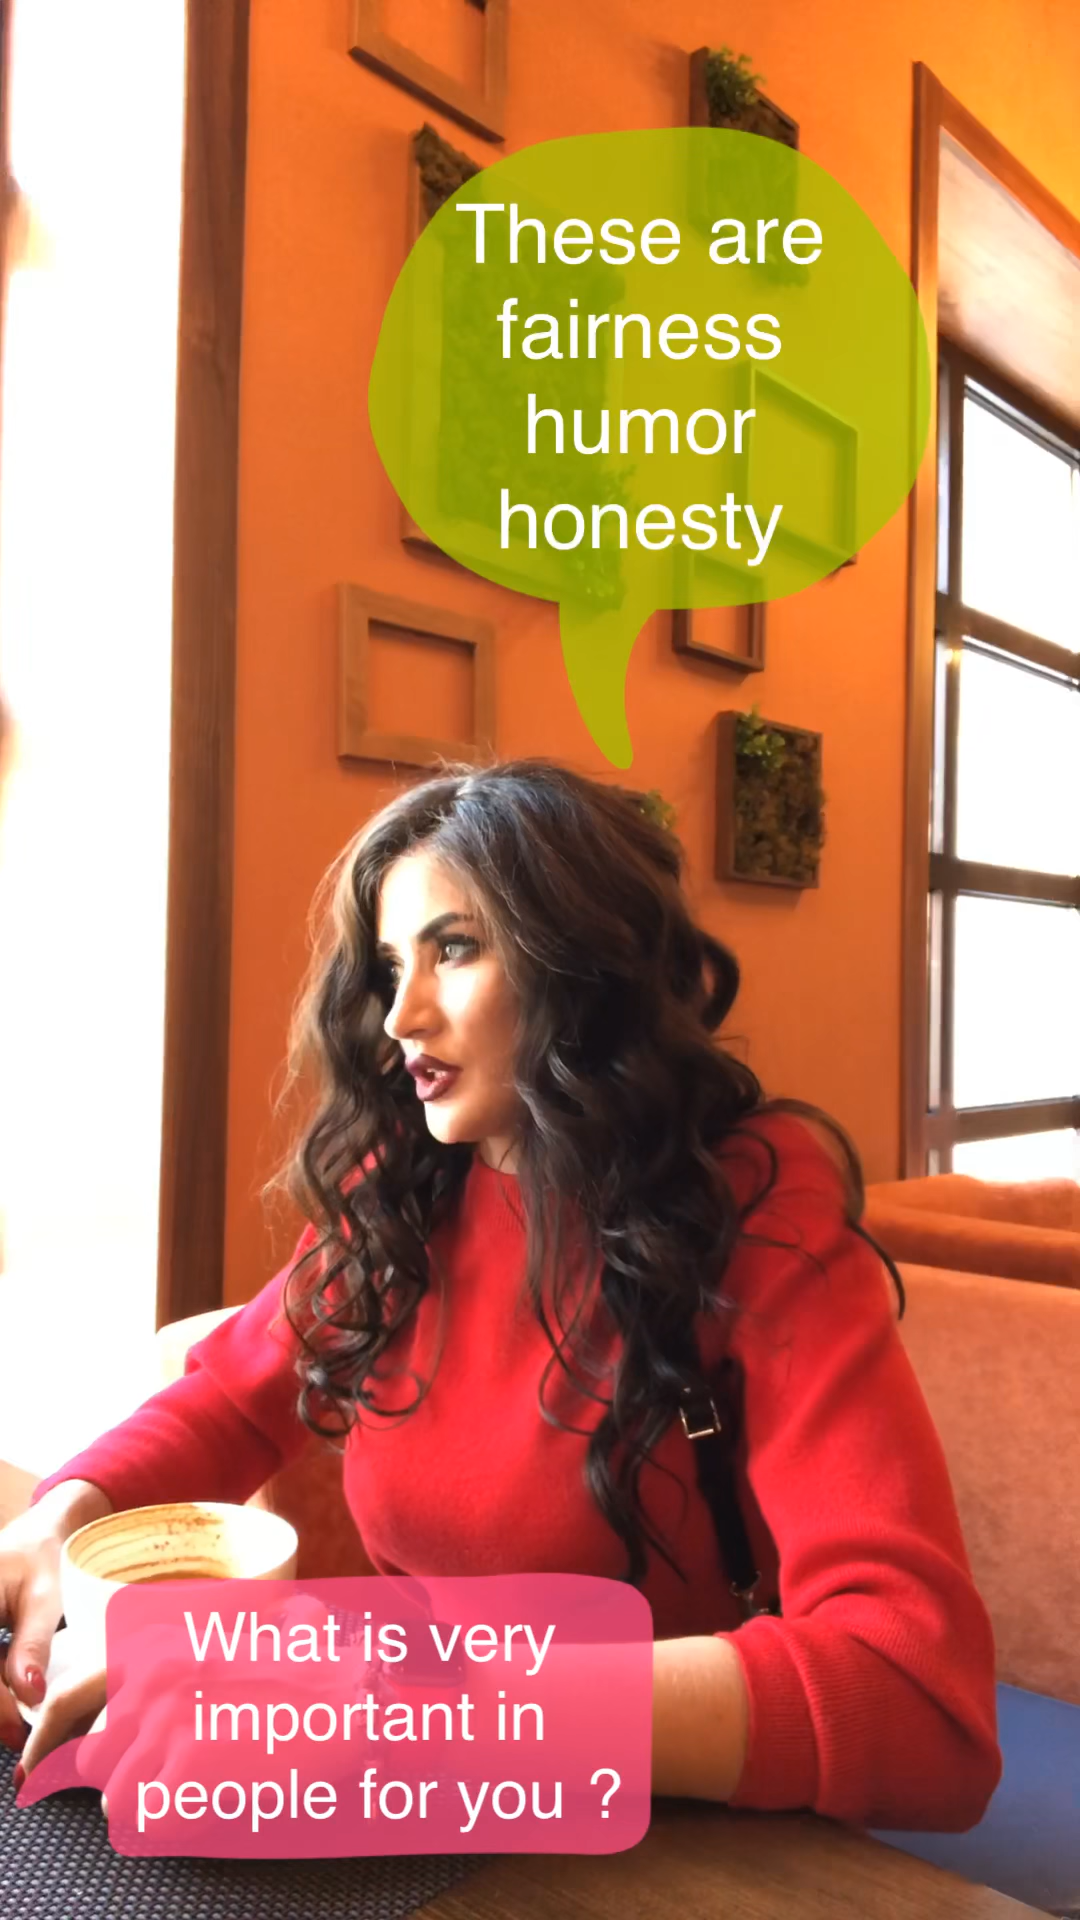 These are
fairness
humor
honesty
What is very
important in
people for you ?